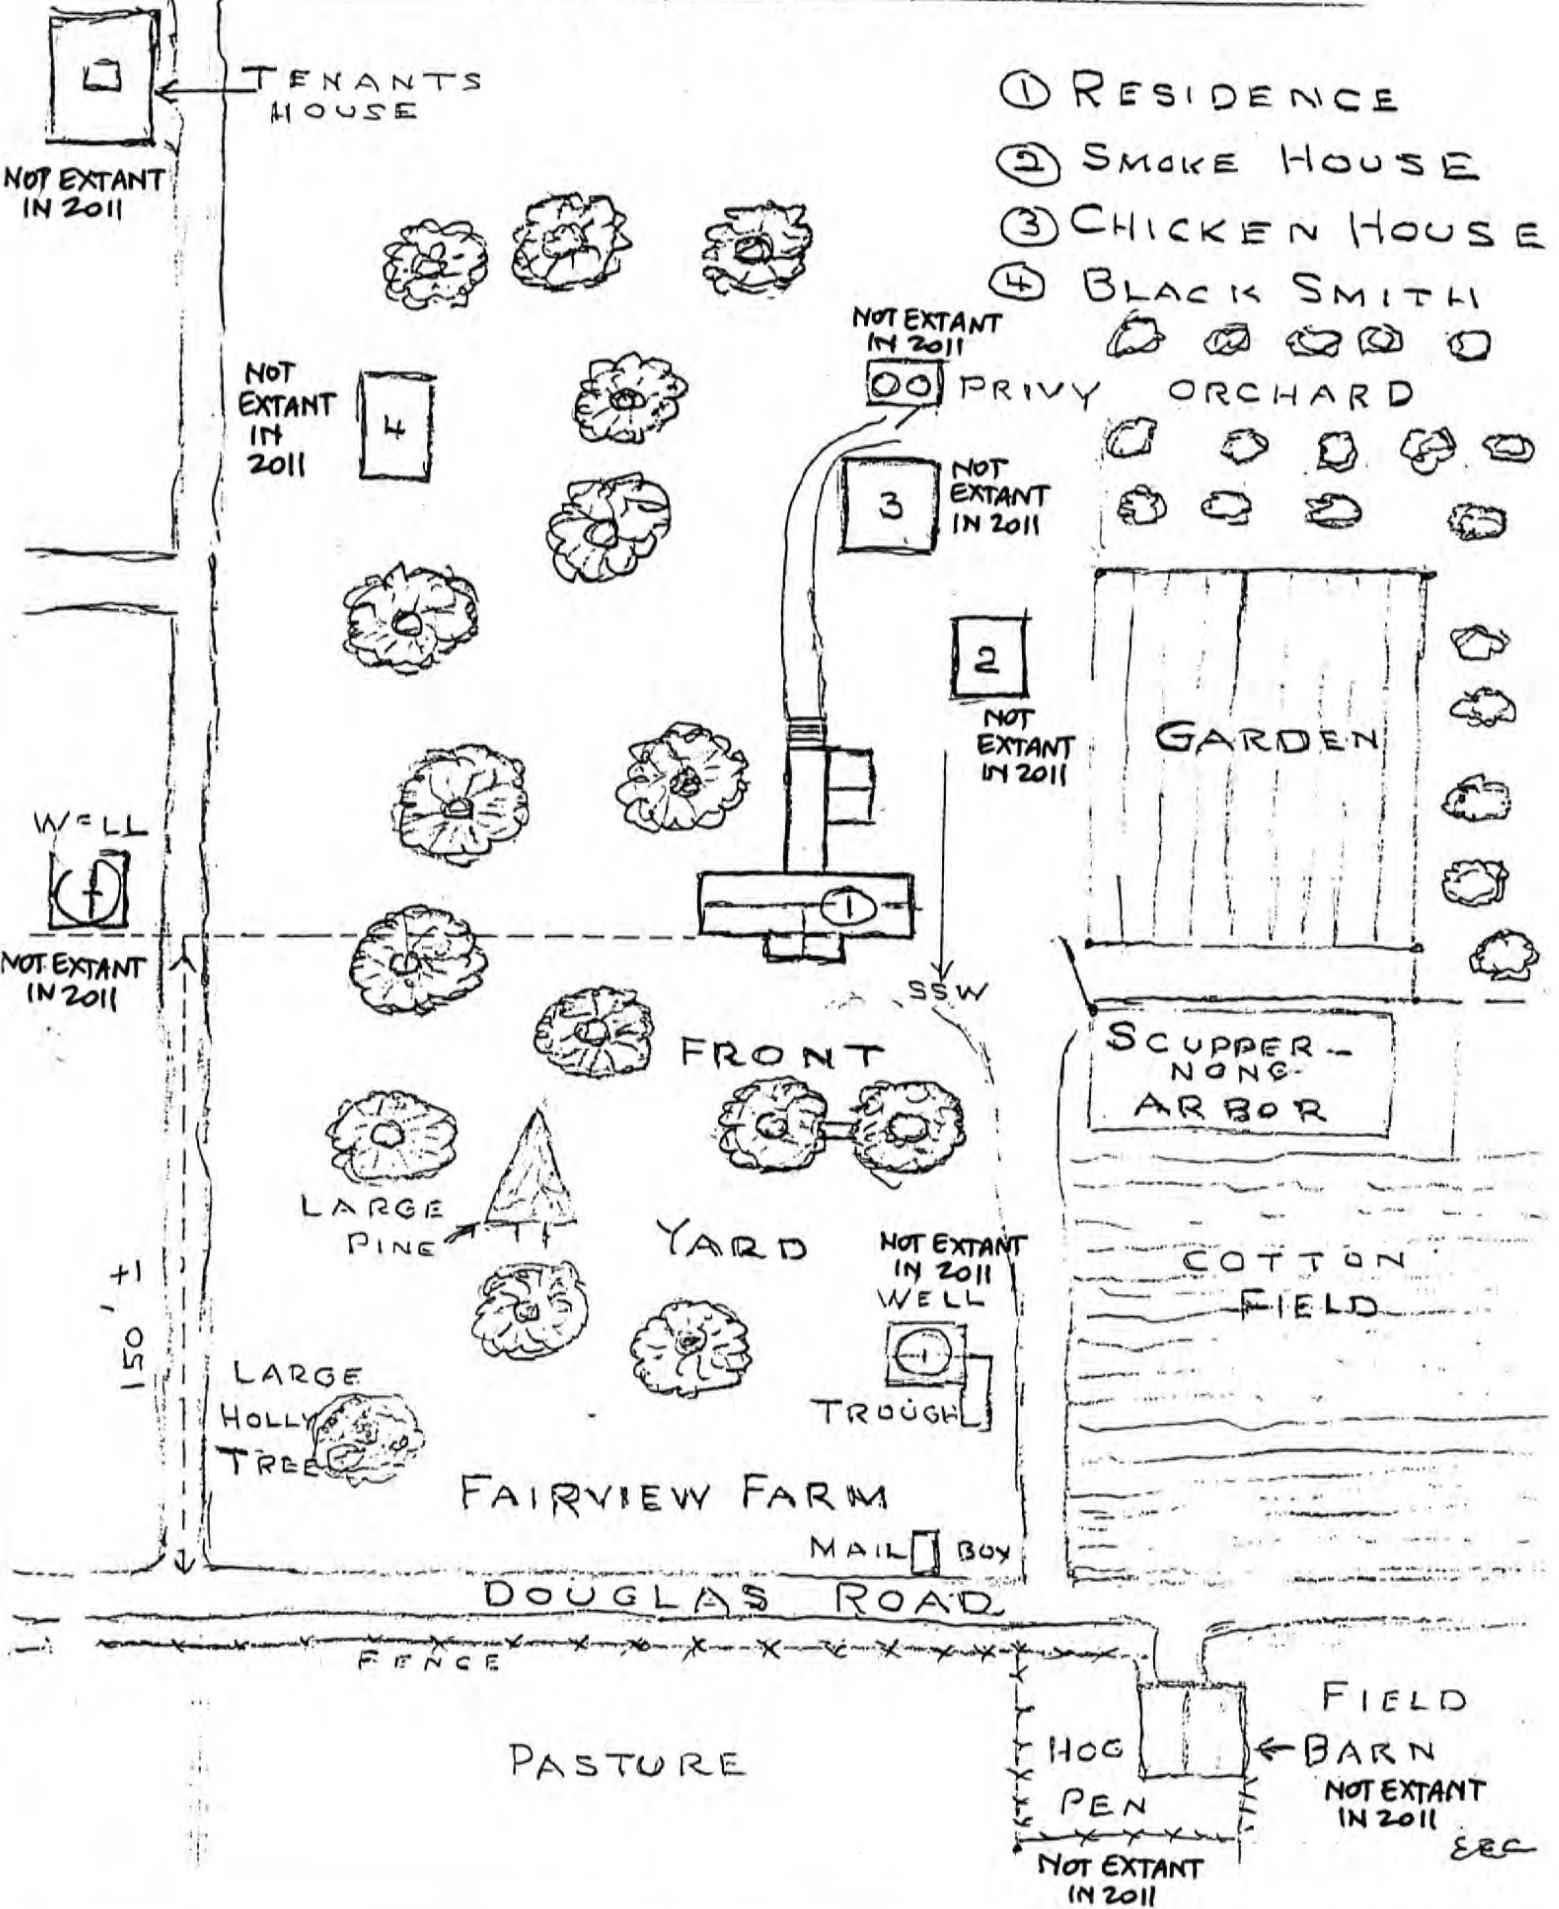 TENANTS
HOUSE
NOT EXTANT
IN 2011
① RESIDENCE
② SMOKE HOUSE
③ CHICKEN HOUSE
④ BLACK SMITH
NOT EXTANT
IN 2011
PRIVY
ORCHARD
NOT
EXTANT
IN
2011
4
3
NOT
EXTANT
IN 2011
2
NOT
EXTANT
IN 2011
GARDEN
WELL
NOT EXTANT
IN 2011
1
SSW
FRONT
YARD
SCUPPER-
NONG
ARBOR
LARGE
PINE
NOT EXTANT
IN 2011
WELL
TROUGH
COTTON
FIELD
150' ±
LARGE
HOLLY
TREE
FAIRVIEW FARM
MAIL BOX
DOUGLAS ROAD
FENCE
PASTURE
HOG
PEN
NOT EXTANT
IN 2011
FIELD
BARN
NOT EXTANT
IN 2011
EEC